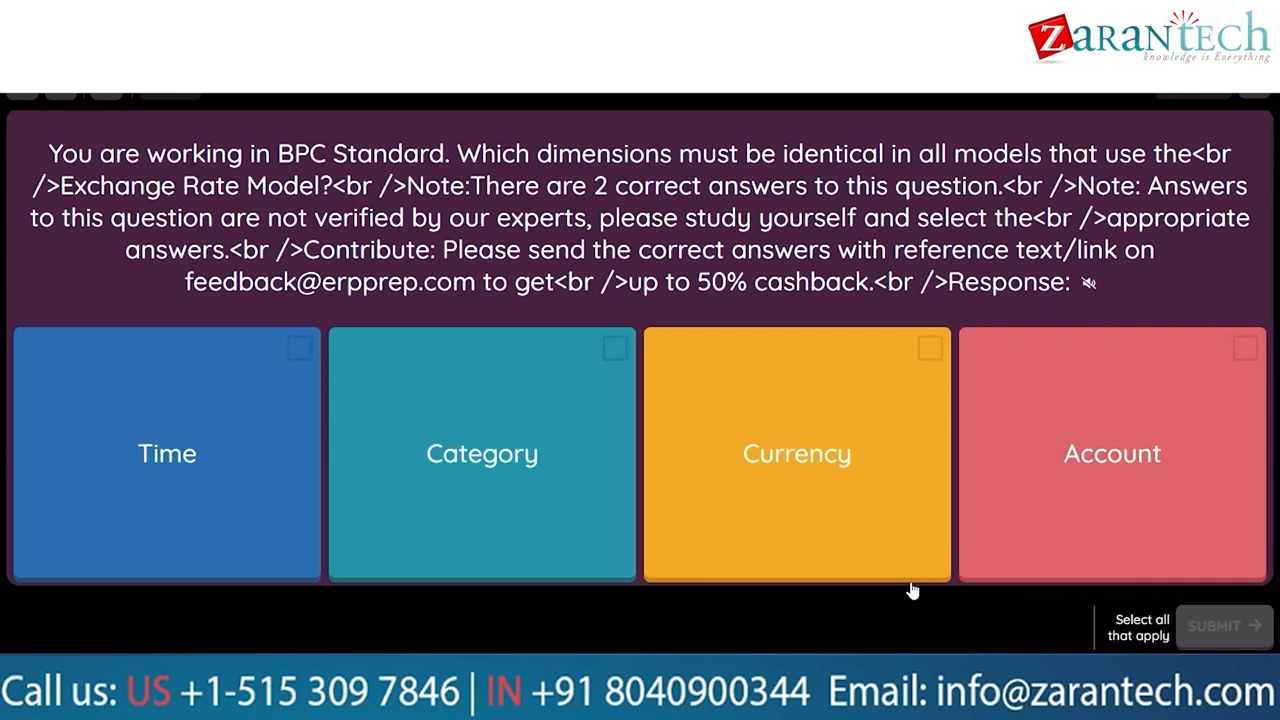 ZARANTECH
knowledge is Everything
You are working in BPC Standard. Which dimensions must be identical in all models that use the<br
/>Exchange Rate Model?<br />Note:There are 2 correct answers to this question.<br />Note: Answers
to this question are not verified by our experts, please study yourself and select the<br />appropriate
answers.<br />Contribute: Please send the correct answers with reference text/link on
feedback@erpprep.com to get<br />up to 50% cashback.<br />Response:
Time
Category
Currency
Account
Select all
that apply
SUBMIT
Call us: US +1-515 309 7846 | IN +91 8040900344 Email: info@zarantech.com